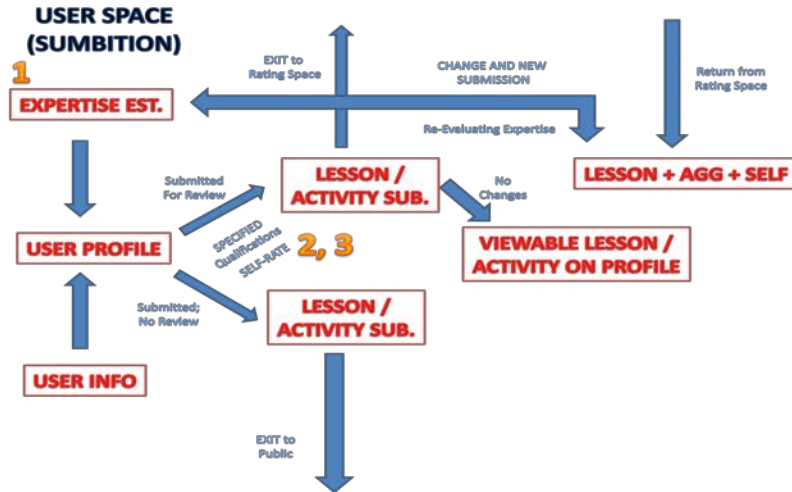 USER SPACE
(SUMBITION)
1
EXPERTISE EST.
EXIT to
Rating Space
CHANGE AND NEW
SUBMISSION
Return from
Rating Space
Re-Evaluating Expertise
Submitted
For Review
LESSON /
ACTIVITY SUB.
No
Changes
LESSON + AGG + SELF
USER PROFILE
SPECIFIED
Qualifications
SELF-RATE
2, 3
VIEWABLE LESSON /
ACTIVITY ON PROFILE
Submitted;
No Review
LESSON /
ACTIVITY SUB.
USER INFO
EXIT to
Public